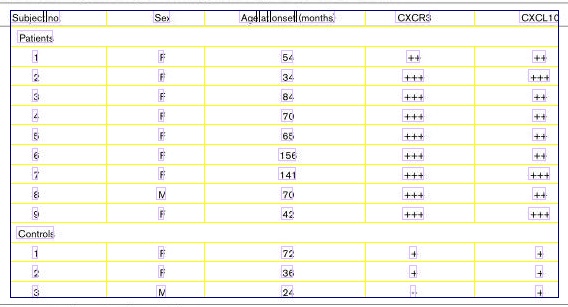 Subject no. Sex Age at onset (months) CXCR3 CXCL10
Patients
1 F 54 ++ ++
2 F 34 +++ +++
3 F 84 +++ ++
4 F 70 +++ ++
5 F 65 +++ ++
6 F 156 +++ ++
7 F 141 +++ +++
8 M 70 +++ ++
9 F 42 +++ +++
Controls
1 F 72 + +
2 F 36 + +
3 M 24 - +